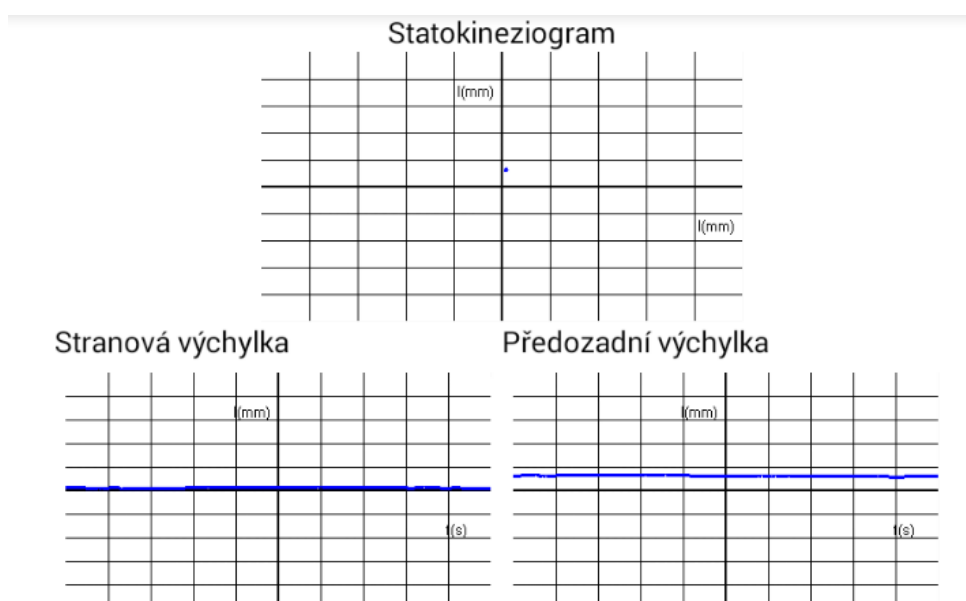 Statokineziogram
l(mm)
l(mm)
Stranová výchylka
Předozadní výchylka
l(mm)
l(mm)
t(s)
t(s)